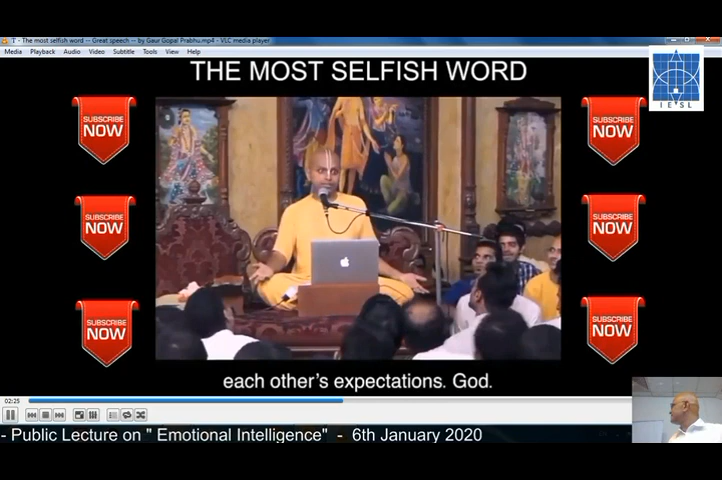 T - The most selfish word -- Great speech -- by Gaur Gopal Prabhu.mp4 - VLC media player
Media Playback Audio Video Subtitle Tools View Help
THE MOST SELFISH WORD
IESL
SUBSCRIBE
NOW
SUBSCRIBE
NOW
SUBSCRIBE
NOW
SUBSCRIBE
NOW
SUBSCRIBE
NOW
SUBSCRIBE
NOW
each other's expectations. God.
02:25
- Public Lecture on " Emotional Intelligence" - 6th January 2020